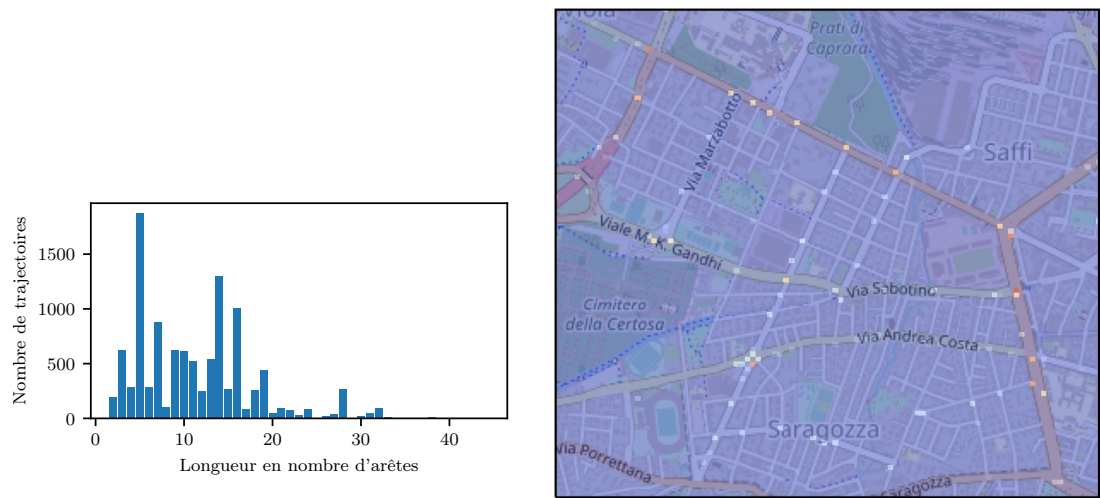 Nombre de trajectoires
1500
1000
500
0
0
10
20
30
40
Longueur en nombre d'arêtes
Prati di
Caprara
Via Marzabotto
Saffi
Viale M. K. Gandhi
Via Sabotino
Cimitero
della Certosa
Via Andrea Costa
Saragozza
Via Porrettana
Saragozza